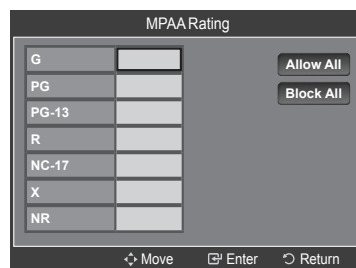 MPAA Rating
G
Allow All
PG
Block All
PG-13
R
NC-17
X
NR
Move Enter Return